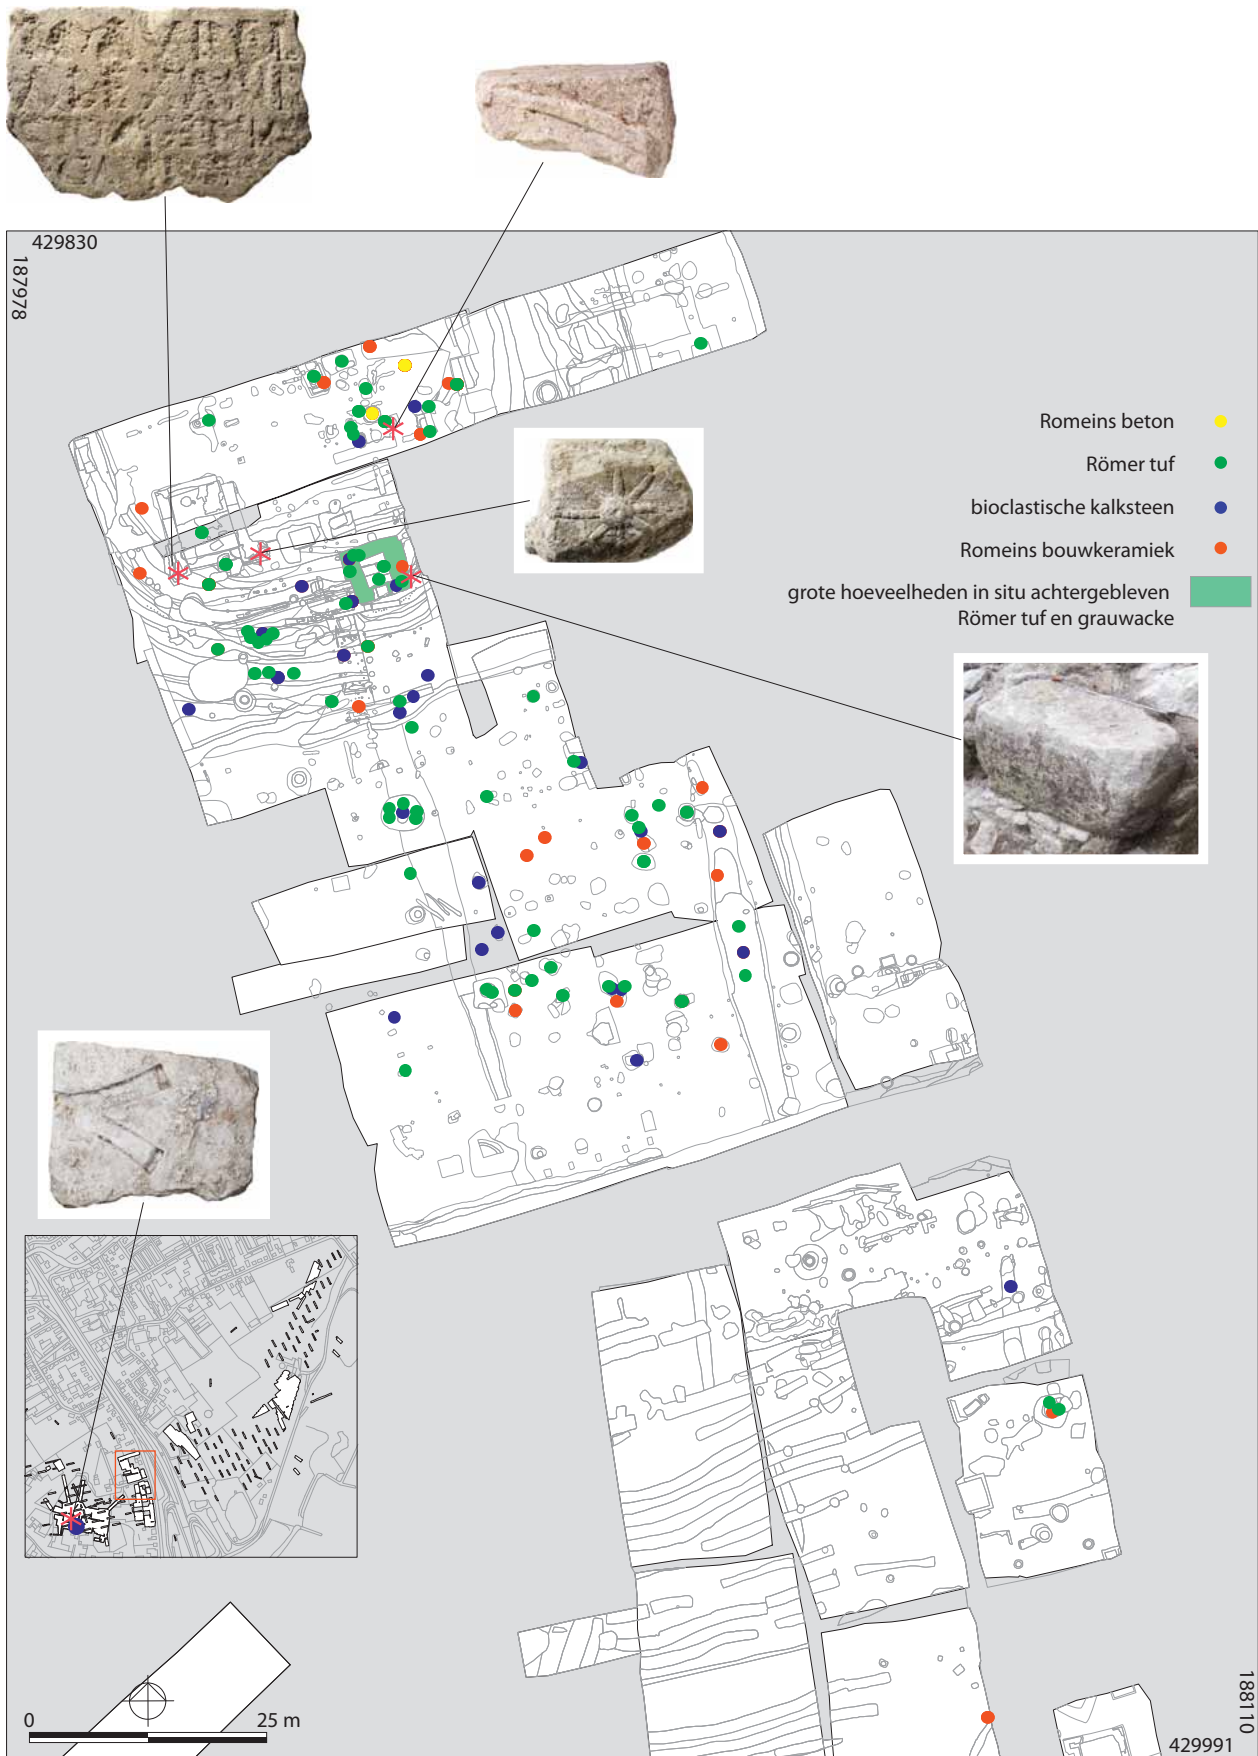 429830
187978
Romeins beton
Römer tuf
bioclastische kalksteen
Romeins bouwkeramiek
grote hoeveelheden in situ achtergebleven
Römer tuf en grauwacke
0
25 m
188110
429991